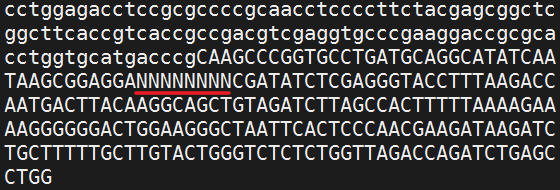 cctggagacctccgcgccccgcaacctccccttctacgagcggctc
ggcttcaccgtcaccgccgacgtcgaggtgcccgaaggaccgcgca
cctggtgcatgacccgCAAGCCCGGTGCCTGATGCAGGCATATCAA
TAAGCGGAGGANNNNNNNNCGATATCTCGAGGGTACCTTTAAGACC
AATGACTTACAAGGCAGCTGTAGATCTTAGCCACTTTTTAAAAGAA
AAGGGGGGACTGGAAGGGCTAATTCACTCCCAACGAAGATAAGATC
TGCTTTTTGCTTGTACTGGGTCTCTCTGGTTAGACCAGATCTGAGC
CTGG